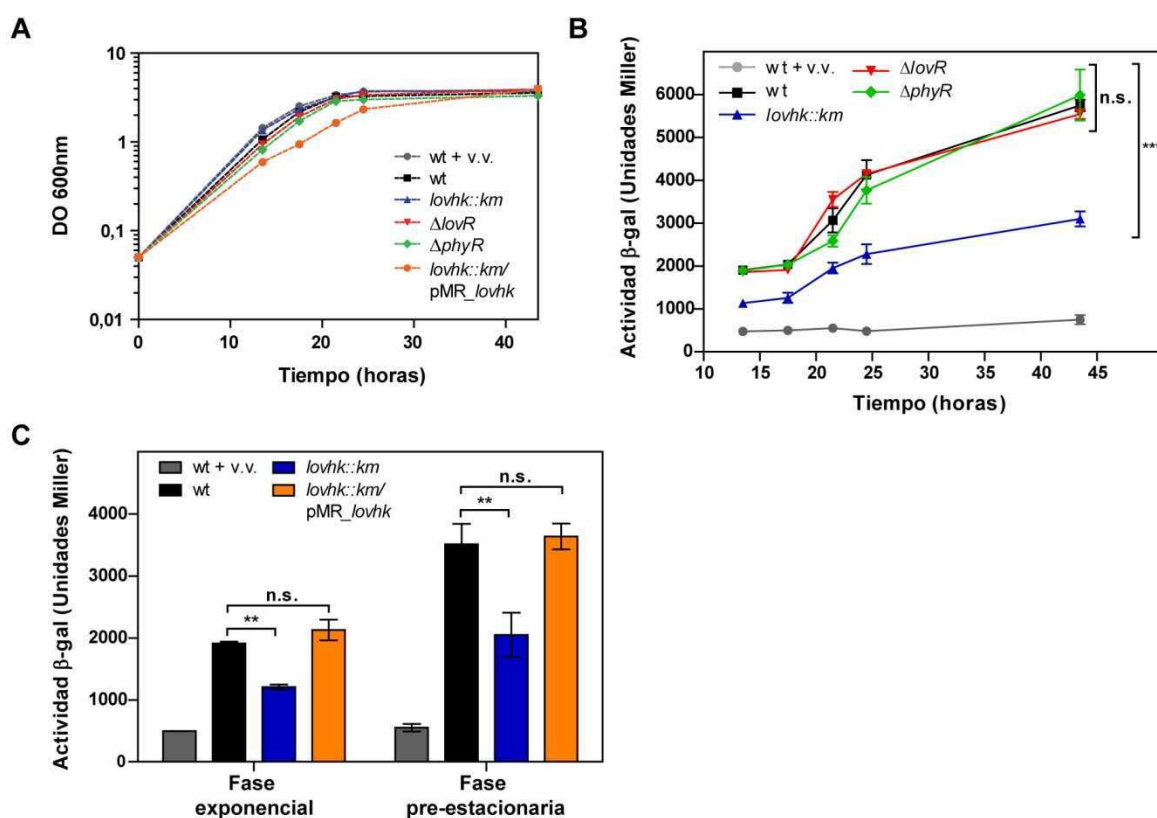 A
10
1
0,1
0,01
DO 600nm
0
20
40
Tiempo (horas)
wt + v.v.
wt
lovhk::km
ΔlovR
ΔphyR
lovhk::km/
pMR_lovhk
B
wt + v.v.
wt
lovhk::km
ΔlovR
ΔphyR
n.s.
***
Actividad β-gal (Unidades Miller)
6000
5000
4000
3000
2000
1000
0
10
15
20
25
30
35
40
45
Tiempo (horas)
C
wt + v.v.
wt
lovhk::km
lovhk::km/
pMR_lovhk
Actividad β-gal (Unidades Miller)
4000
3000
2000
1000
0
n.s.
**
n.s.
**
Fase
exponencial
Fase
pre-estacionaria